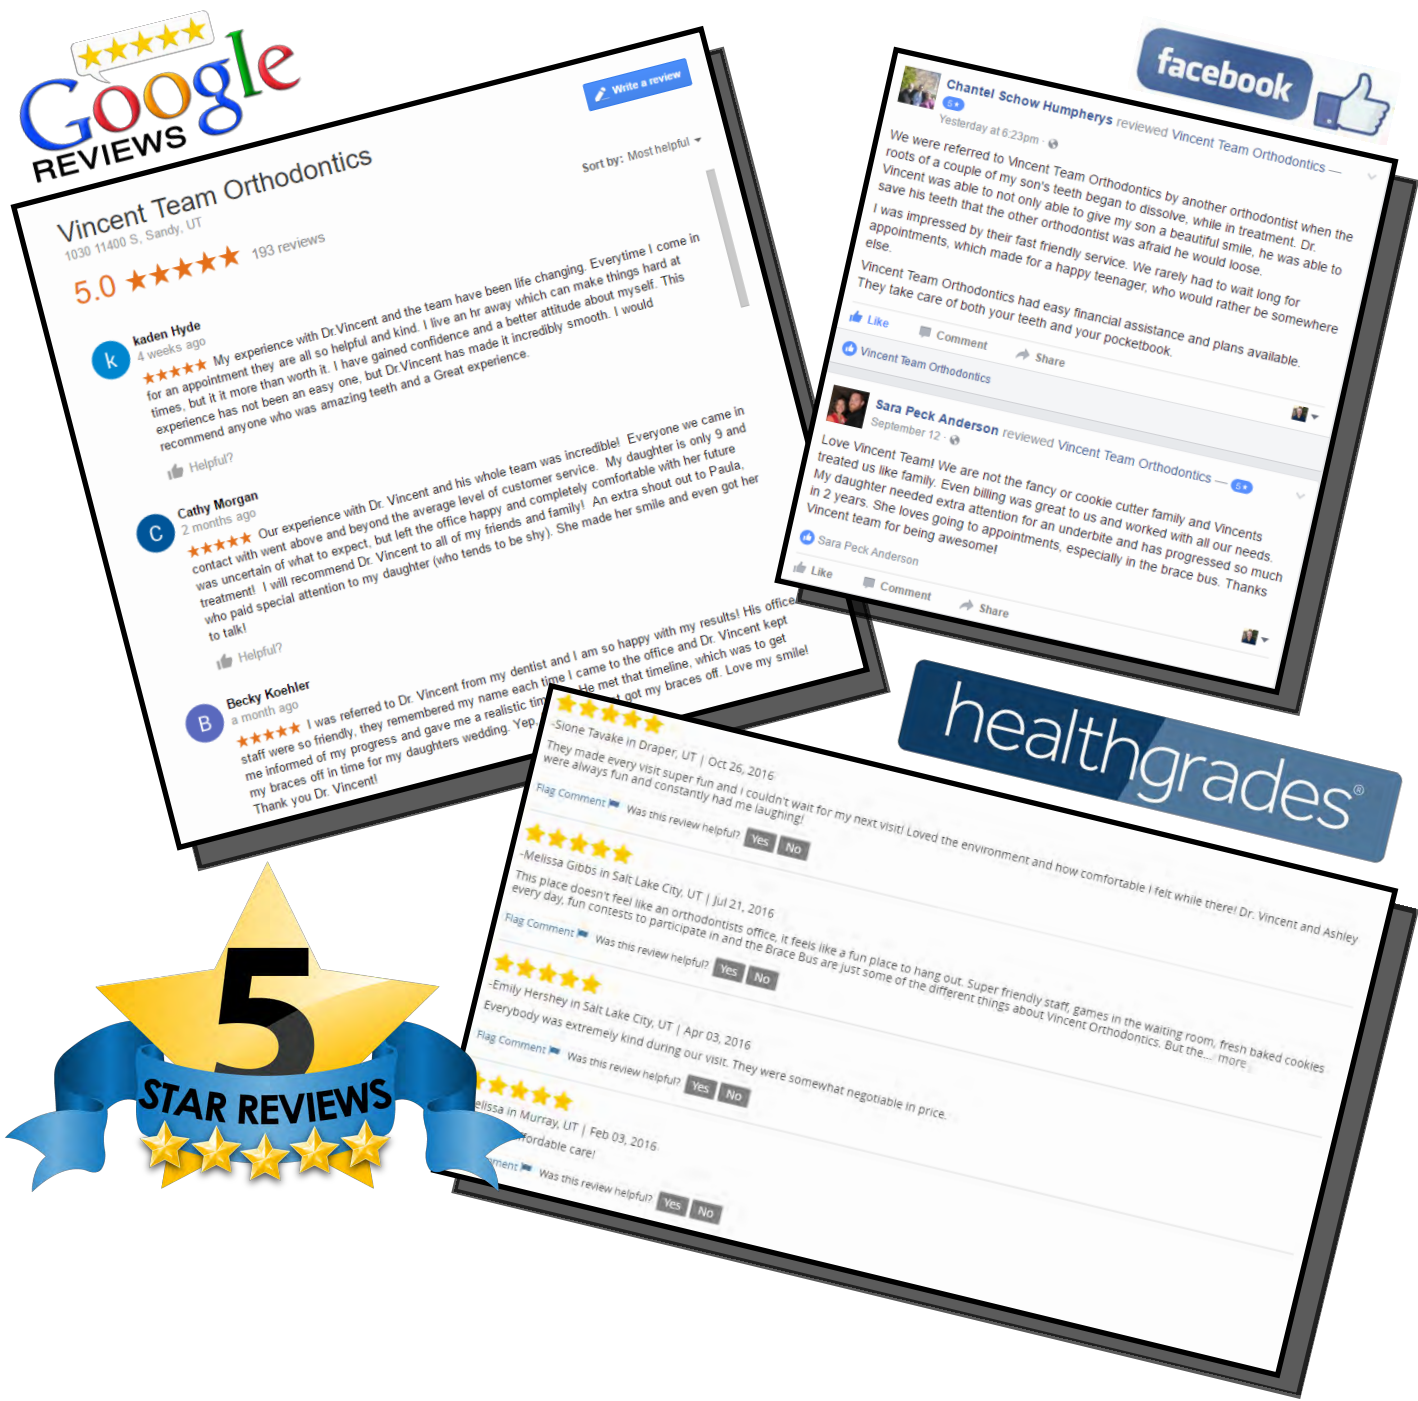 Google
REVIEWS
Write a review
Vincent Team Orthodontics
1030 11400 S, Sandy, UT
Sort by: Most helpful
5.0 ★★★★★ 193 reviews
kaden Hyde
4 weeks ago
★★★★★ My experience with Dr.Vincent and the team have been life changing. Everytime I come in
for an appointment they are all so helpful and kind. I live an hr away which can make things hard at
times, but it it more than worth it. I have gained confidence and a better attitude about myself. This
experience has not been an easy one, but Dr.Vincent has made it incredibly smooth. I would
recommend anyone who was amazing teeth and a Great experience.
Helpful?
Cathy Morgan
2 months ago
★★★★★ Our experience with Dr. Vincent and his whole team was incredible! Everyone we came in
contact with went above and beyond the average level of customer service. My daughter is only 9 and
was uncertain of what to expect, but left the office happy and completely comfortable with her future
treatment! I will recommend Dr. Vincent to all of my friends and family! An extra shout out to Paula,
who paid special attention to my daughter (who tends to be shy). She made her smile and even got her
to talk!
Helpful?
Becky Koehler
a month ago
★★★★★ I was referred to Dr. Vincent from my dentist and I am so happy with my results! His office
staff were so friendly, they remembered my name each time I came to the office and Dr. Vincent kept
me informed of my progress and gave me a realistic He met that timeline, which was to get
my braces off in time for my daughters wedding. Yep, got my braces off. Love my smile!
Thank you Dr. Vincent!
facebook
Chantel Schow Humpherys reviewed Vincent Team Orthodontics —
5★
Yesterday at 6:23pm ·
We were referred to Vincent Team Orthodontics by another orthodontist when the
roots of a couple of my son's teeth began to dissolve, while in treatment. Dr.
Vincent was able to not only able to give my son a beautiful smile, he was able to
save his teeth that the other orthodontist was afraid he would loose.
I was impressed by their fast friendly service. We rarely had to wait long for
appointments, which made for a happy teenager, who would rather be somewhere
else.
Vincent Team Orthodontics had easy financial assistance and plans available.
They take care of both your teeth and your pocketbook.
Like Comment Share
Vincent Team Orthodontics
Sara Peck Anderson reviewed Vincent Team Orthodontics — 5★
September 12 ·
Love Vincent Team! We are not the fancy or cookie cutter family and Vincents
treated us like family. Even billing was great to us and worked with all our needs.
My daughter needed extra attention for an underbite and has progressed so much
in 2 years. She loves going to appointments, especially in the brace bus. Thanks
Vincent team for being awesome!
Sara Peck Anderson
Like Comment Share
healthgrades®
-Sione Tavake in Draper, UT | Oct 26, 2016
They made every visit super fun and i couldn't wait for my next visit! Loved the environment and how comfortable I felt while there! Dr. Vincent and Ashley
were always fun and constantly had me laughing!
Flag Comment Was this review helpful? Yes No
-Melissa Gibbs in Salt Lake City, UT | Jul 21, 2016
This place doesn't feel like an orthodontists office, it feels like a fun place to hang out. Super friendly staff, games in the waiting room, fresh baked cookies
every day, fun contests to participate in and the Brace Bus are just some of the different things about Vincent Orthodontics. But the... more
Flag Comment Was this review helpful? Yes No
-Emily Hershey in Salt Lake City, UT | Apr 03, 2016
Everybody was extremely kind during our visit. They were somewhat negotiable in price.
Flag Comment Was this review helpful? Yes No
elissa in Murray, UT | Feb 03, 2016
ffordable care!
ment Was this review helpful? Yes No
5
STAR REVIEWS